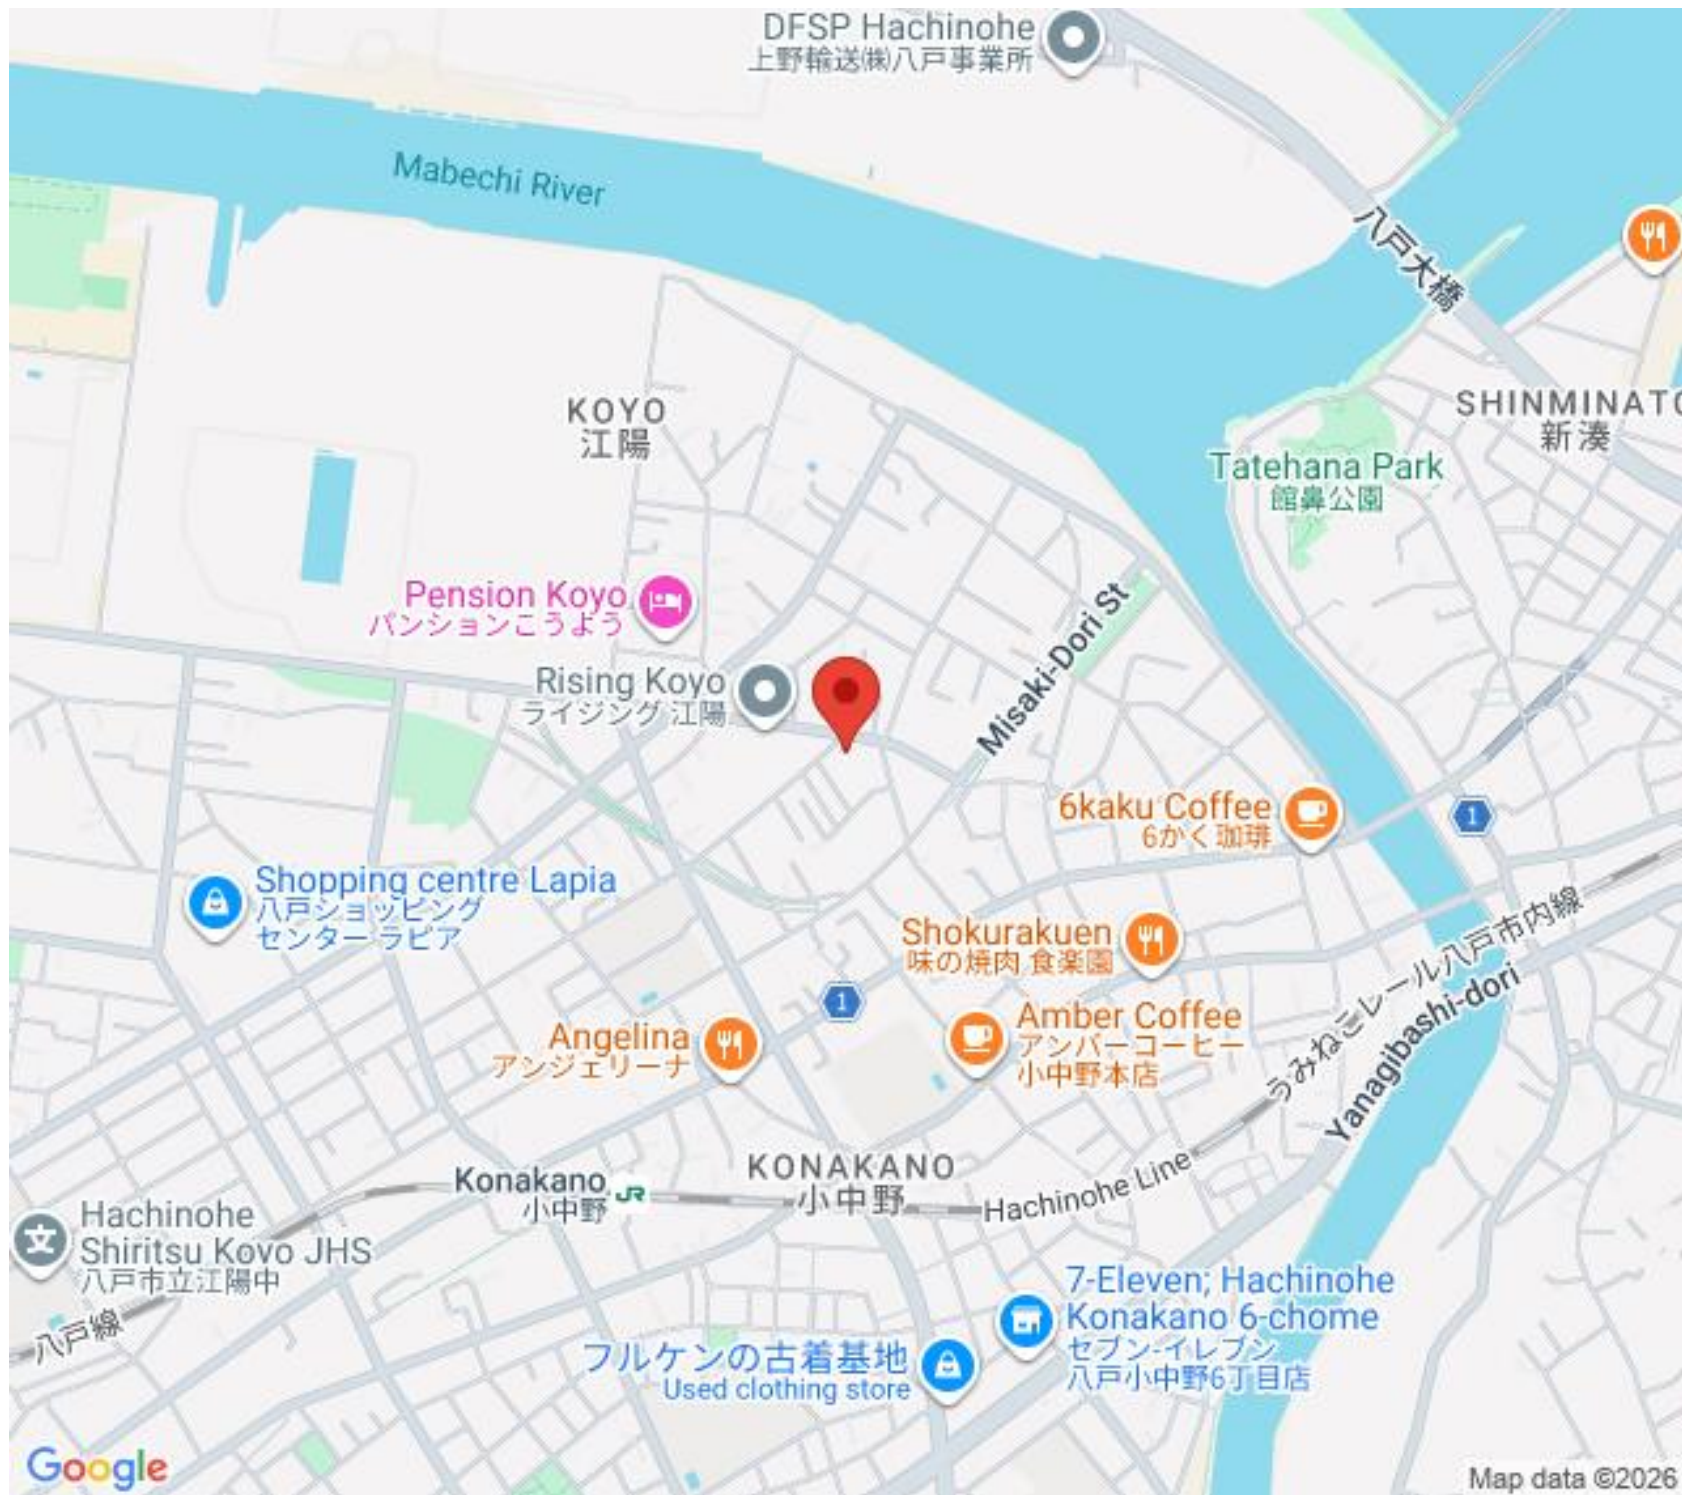 DFSP Hachinohe
上野輸送㈱八戸事業所
Mabechi River
八戸大橋
KOYO
江陽
SHINMINATO
新湊
Tatehana Park
館鼻公園
Pension Koyo
パンションこうよう
Misaki-Dori St
Rising Koyo
ライジング 江陽
6kaku Coffee
6かく珈琲
1
Shopping centre Lapia
八戸ショッピング
センター ラピア
Shokurakuen
味の焼肉 食楽園
うみねこレール八戸市内線
Yanagibashi-dori
1
Amber Coffee
アンバーコーヒー
小中野本店
Angelina
アンジェリーナ
KONAKANO
小中野
Konakano
小中野
JR
Hachinohe Line
Hachinohe
Shiritsu Koyo JHS
八戸市立江陽中
文
八戸線
7-Eleven; Hachinohe
Konakano 6-chome
セブン-イレブン
八戸小中野6丁目店
フルケンの古着基地
Used clothing store
Google
Map data ©2026